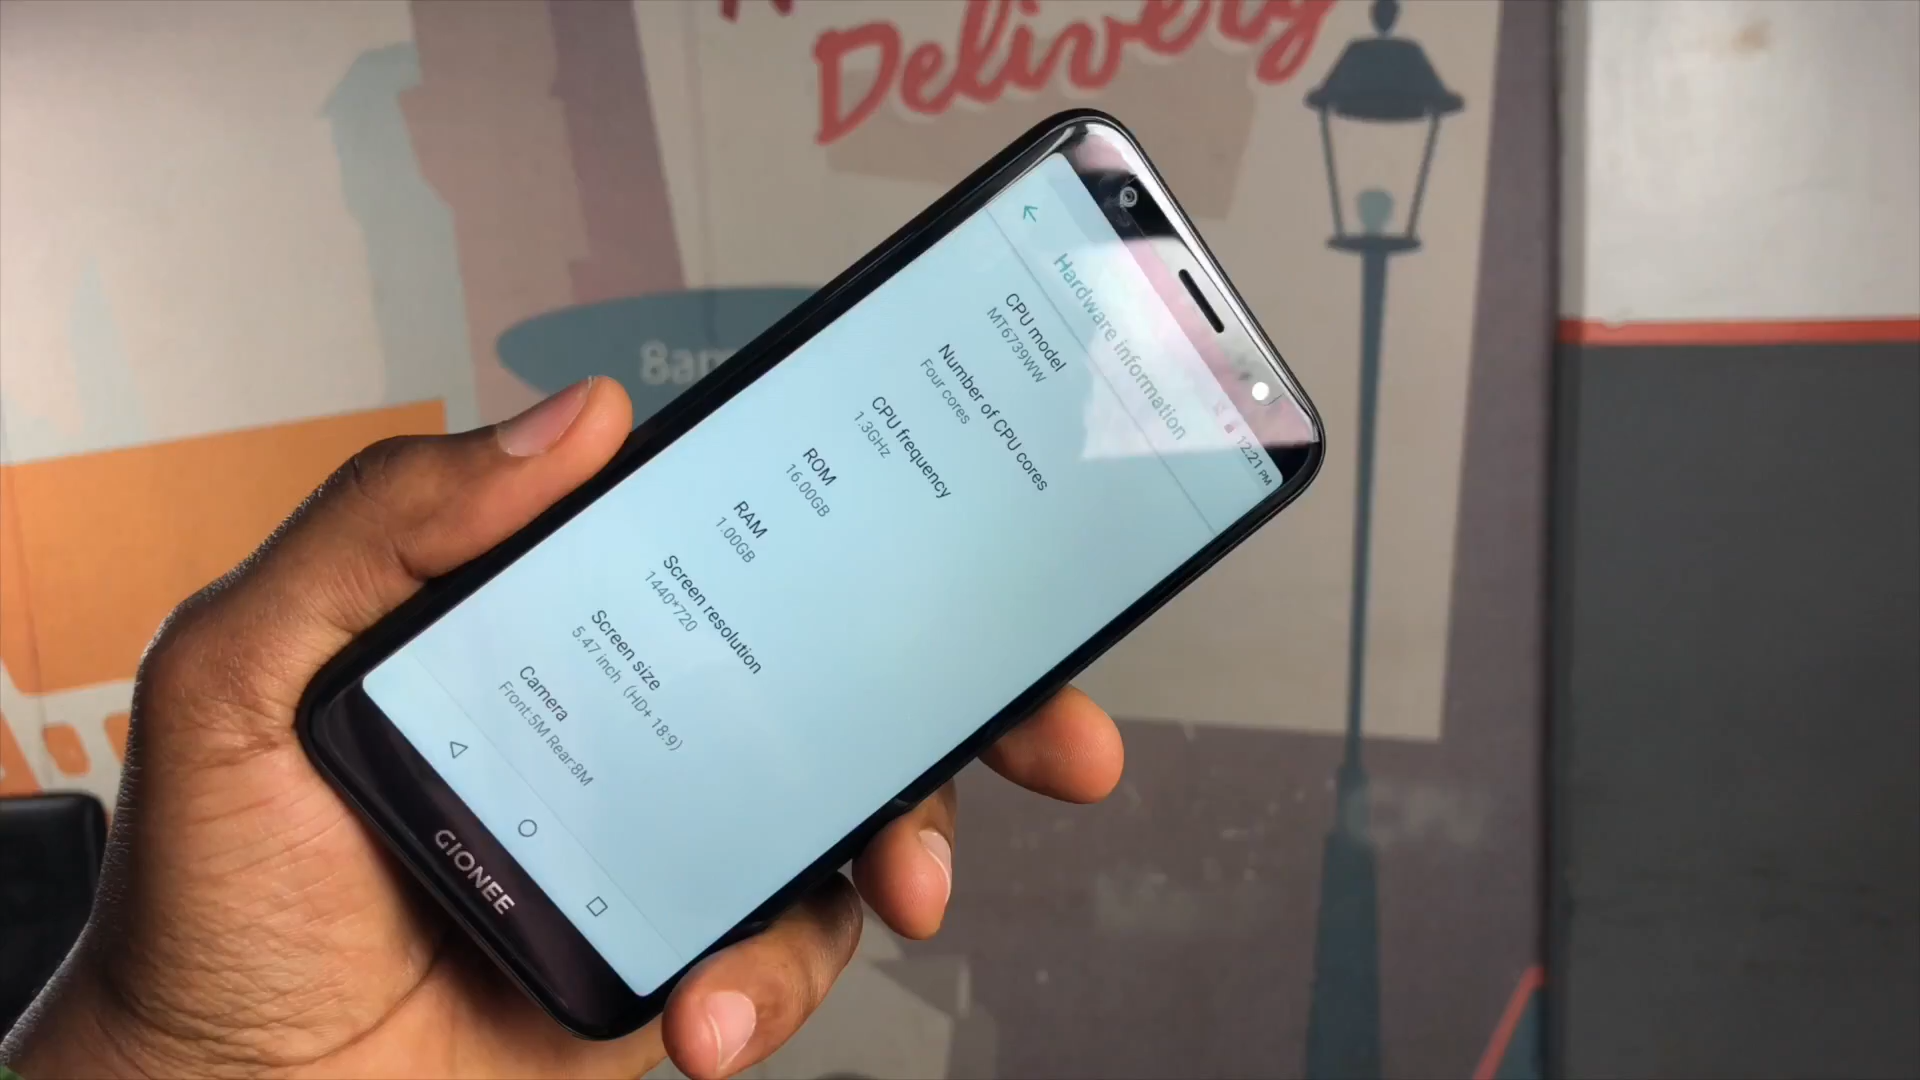 Delivery
8am
12:21 PM
Hardware information
CPU model
MT6739WW
Number of CPU cores
Four cores
CPU frequency
1.3GHz
ROM
16.00GB
RAM
1.00GB
Screen resolution
1440*720
Screen size
5.47 inch（HD+ 18:9）
Camera
Front:5M Rear:8M
GIONEE